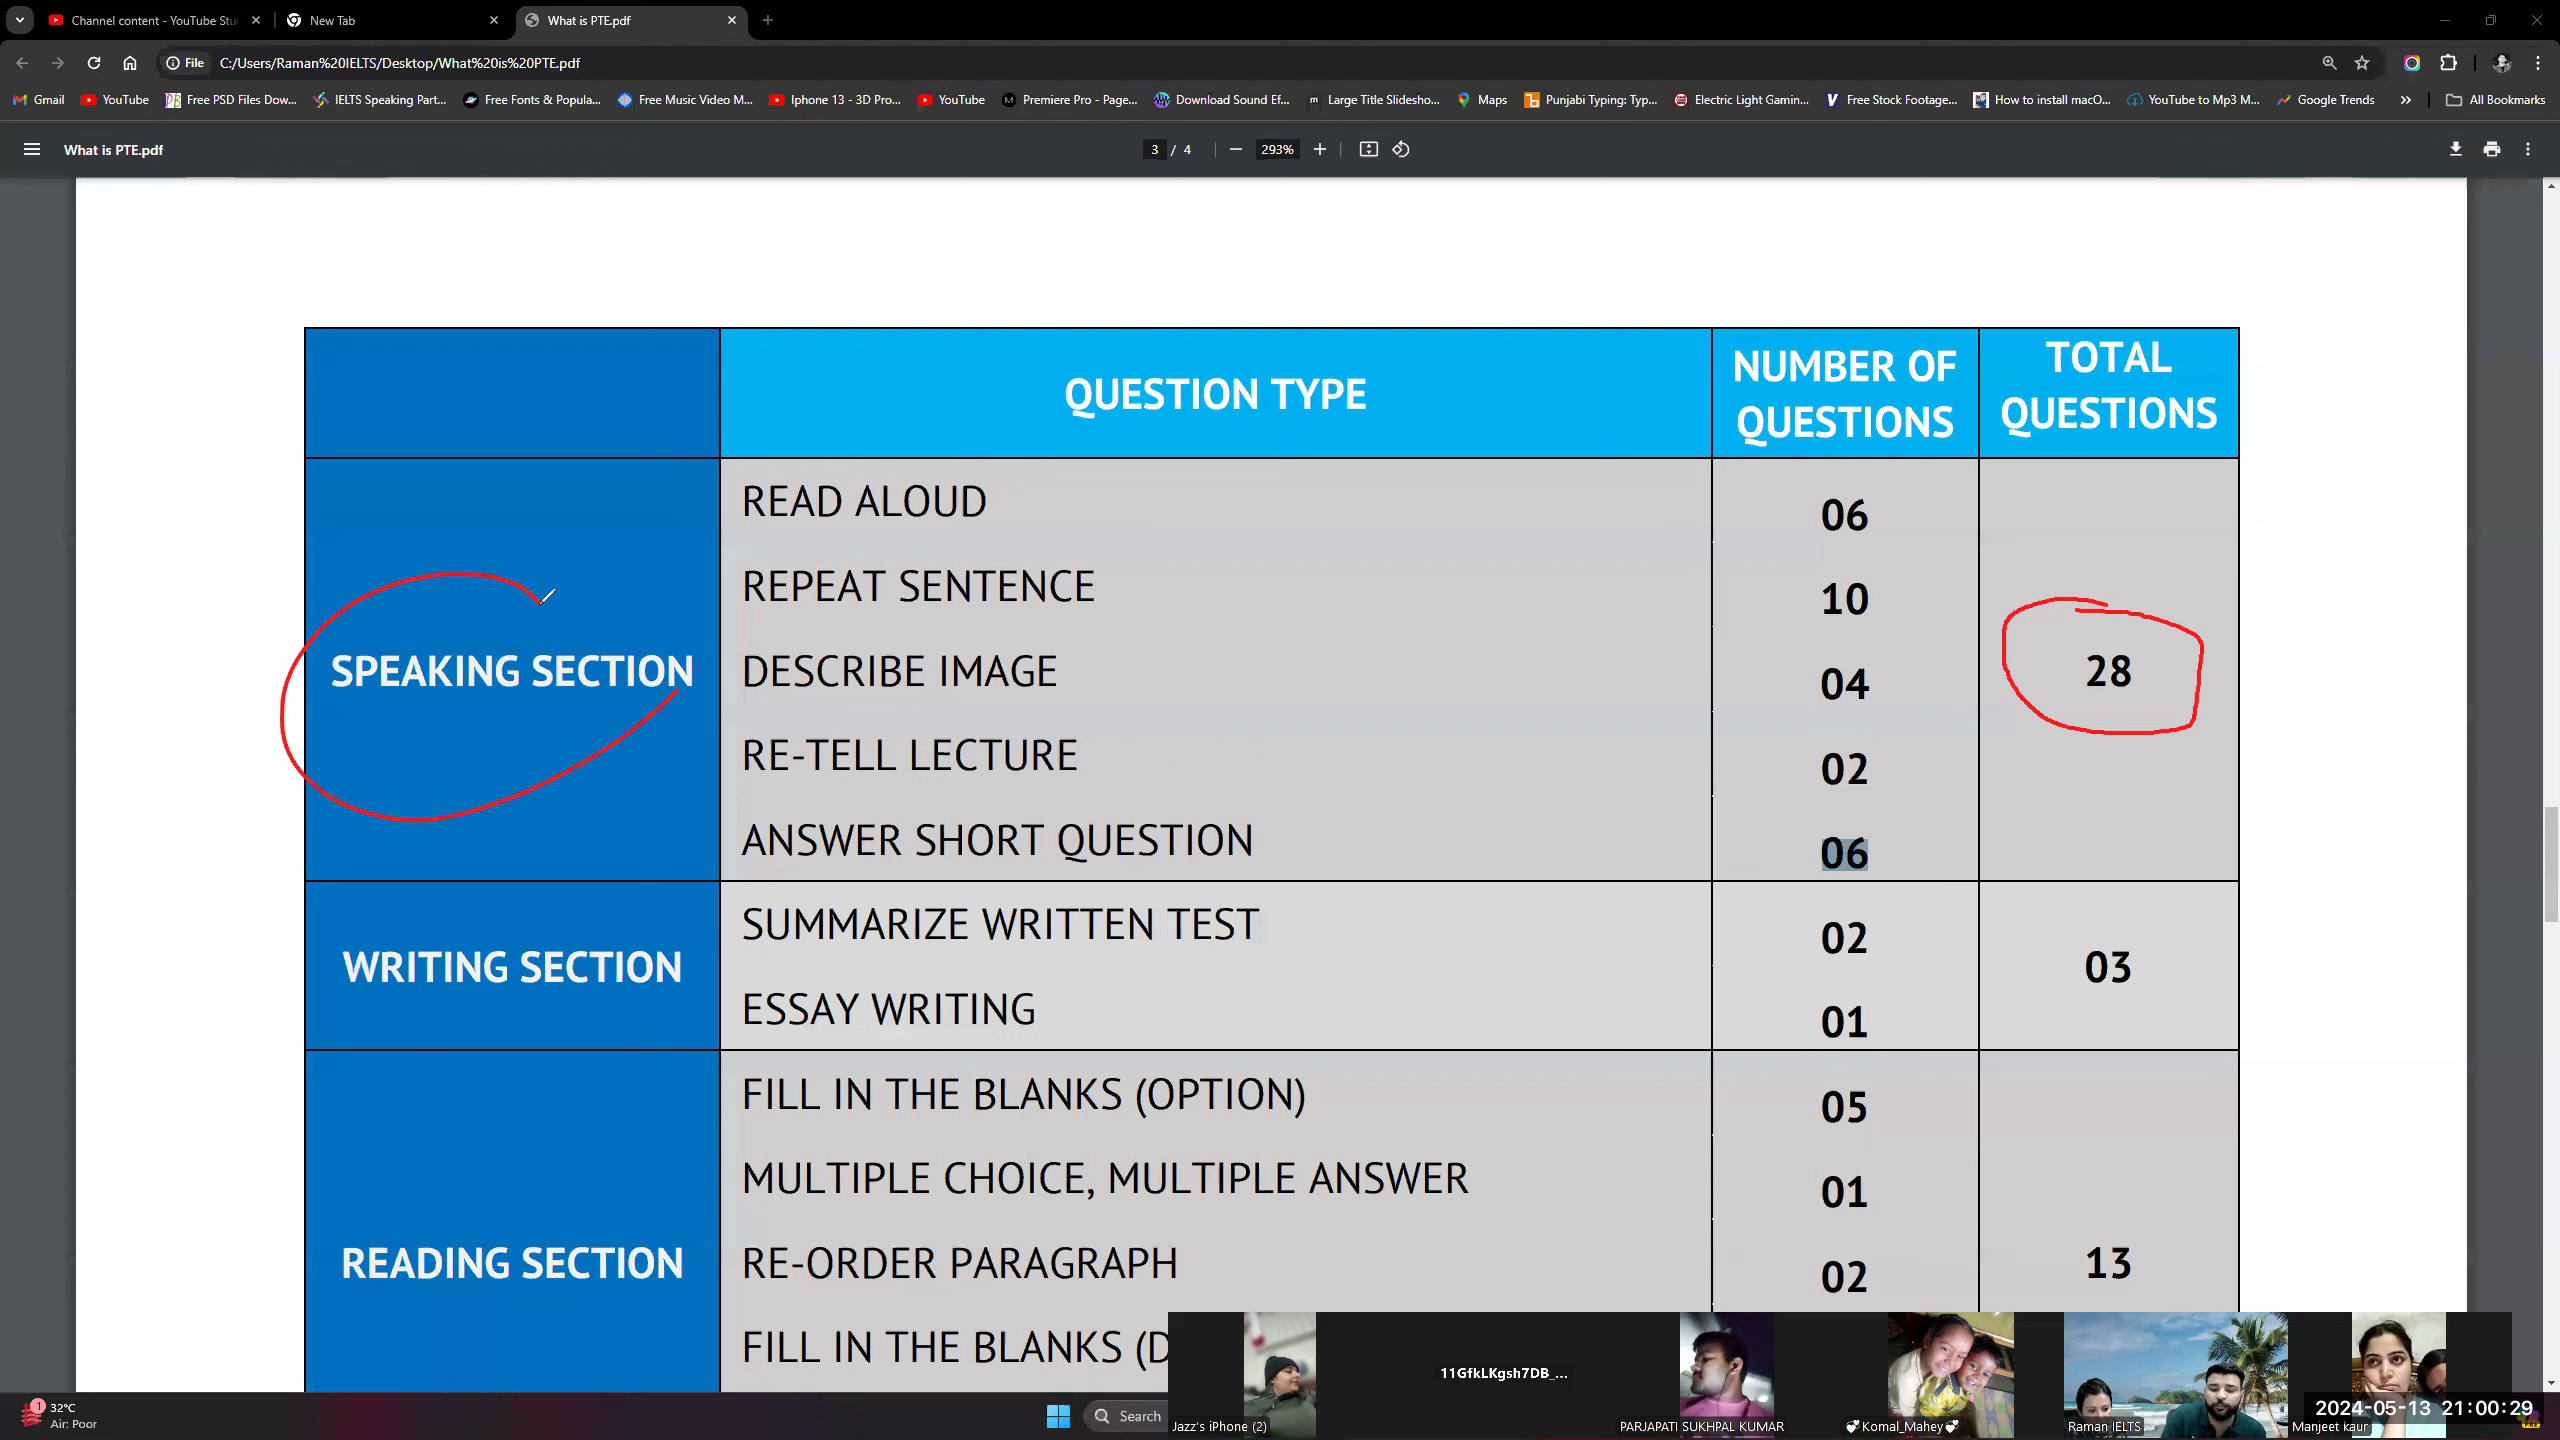 Channel content - YouTube Stu
New Tab
What is PTE.pdf
File
C:/Users/Raman%20IELTS/Desktop/What%20is%20PTE.pdf
Gmail
YouTube
Free PSD Files Dow...
IELTS Speaking Part...
Free Fonts & Popula...
Free Music Video M...
Iphone 13 - 3D Pro...
YouTube
Premiere Pro - Page...
Download Sound Ef...
Large Title Slidesho...
Maps
Punjabi Typing: Typ...
Electric Light Gamin...
Free Stock Footage...
How to install macO...
YouTube to Mp3 M...
Google Trends
All Bookmarks
What is PTE.pdf
3 / 4
293%
QUESTION TYPE
NUMBER OF
QUESTIONS
TOTAL
QUESTIONS
SPEAKING SECTION
READ ALOUD
06
REPEAT SENTENCE
10
DESCRIBE IMAGE
04
RE-TELL LECTURE
02
ANSWER SHORT QUESTION
06
28
WRITING SECTION
SUMMARIZE WRITTEN TEST
02
ESSAY WRITING
01
03
READING SECTION
FILL IN THE BLANKS (OPTION)
05
MULTIPLE CHOICE, MULTIPLE ANSWER
01
RE-ORDER PARAGRAPH
02
FILL IN THE BLANKS (D
13
11GfkLKgsh7DB_...
Jazz's iPhone (2)
PARJAPATI SUKHPAL KUMAR
💞Komal_Mahey💞
Raman IELTS
Manjeet kaur
2024-05-13 21:00:29
1
32°C
Air: Poor
Search